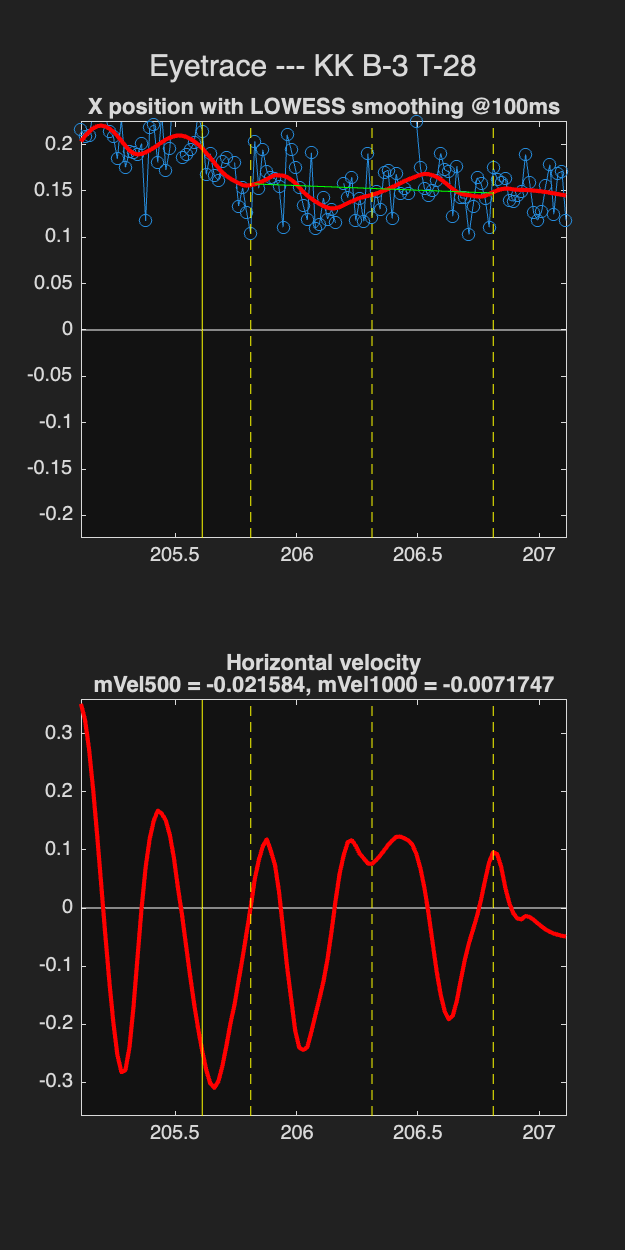 Eyetrace --- KK B-3 T-28
X position with LOWESS smoothing @100ms
0.2
0.15
0.1
0.05
0
-0.05
-0.1
-0.15
-0.2
205.5 206 206.5 207
Horizontal velocity
mVel500 = -0.021584, mVel1000 = -0.0071747
0.3
0.2
0.1
0
-0.1
-0.2
-0.3
205.5 206 206.5 207